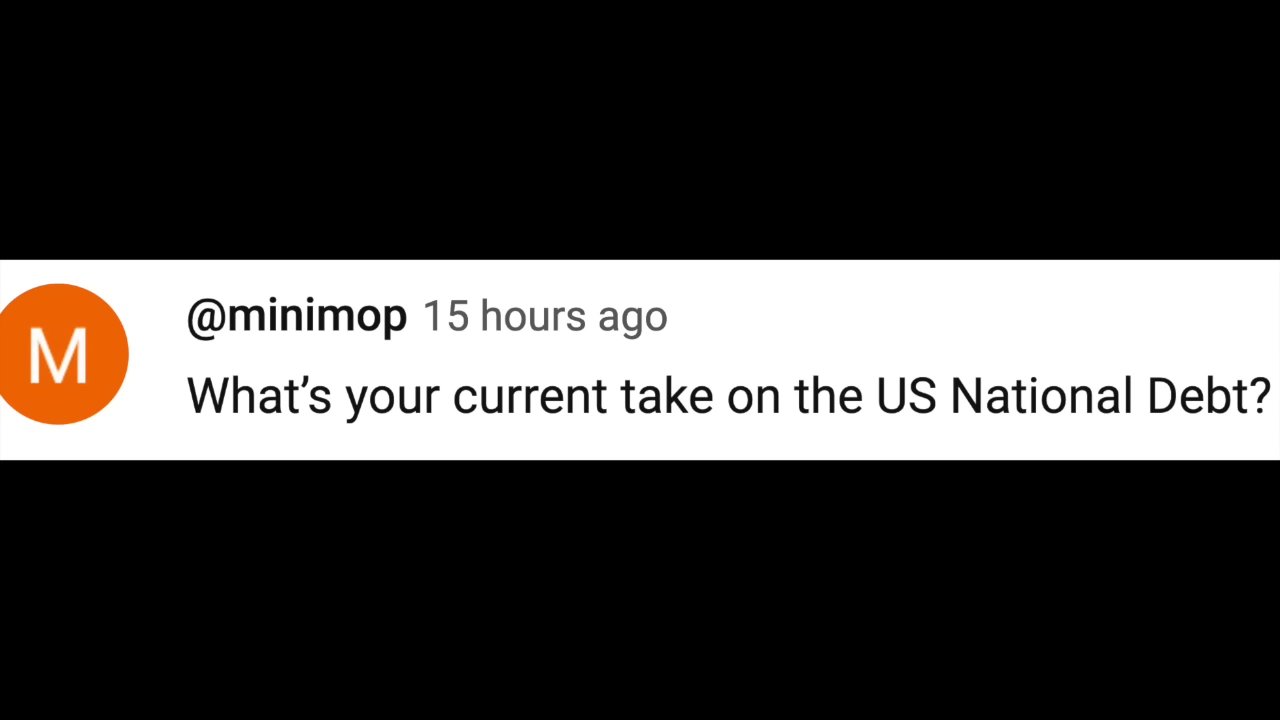 M
@minimop 15 hours ago
What's your current take on the US National Debt?